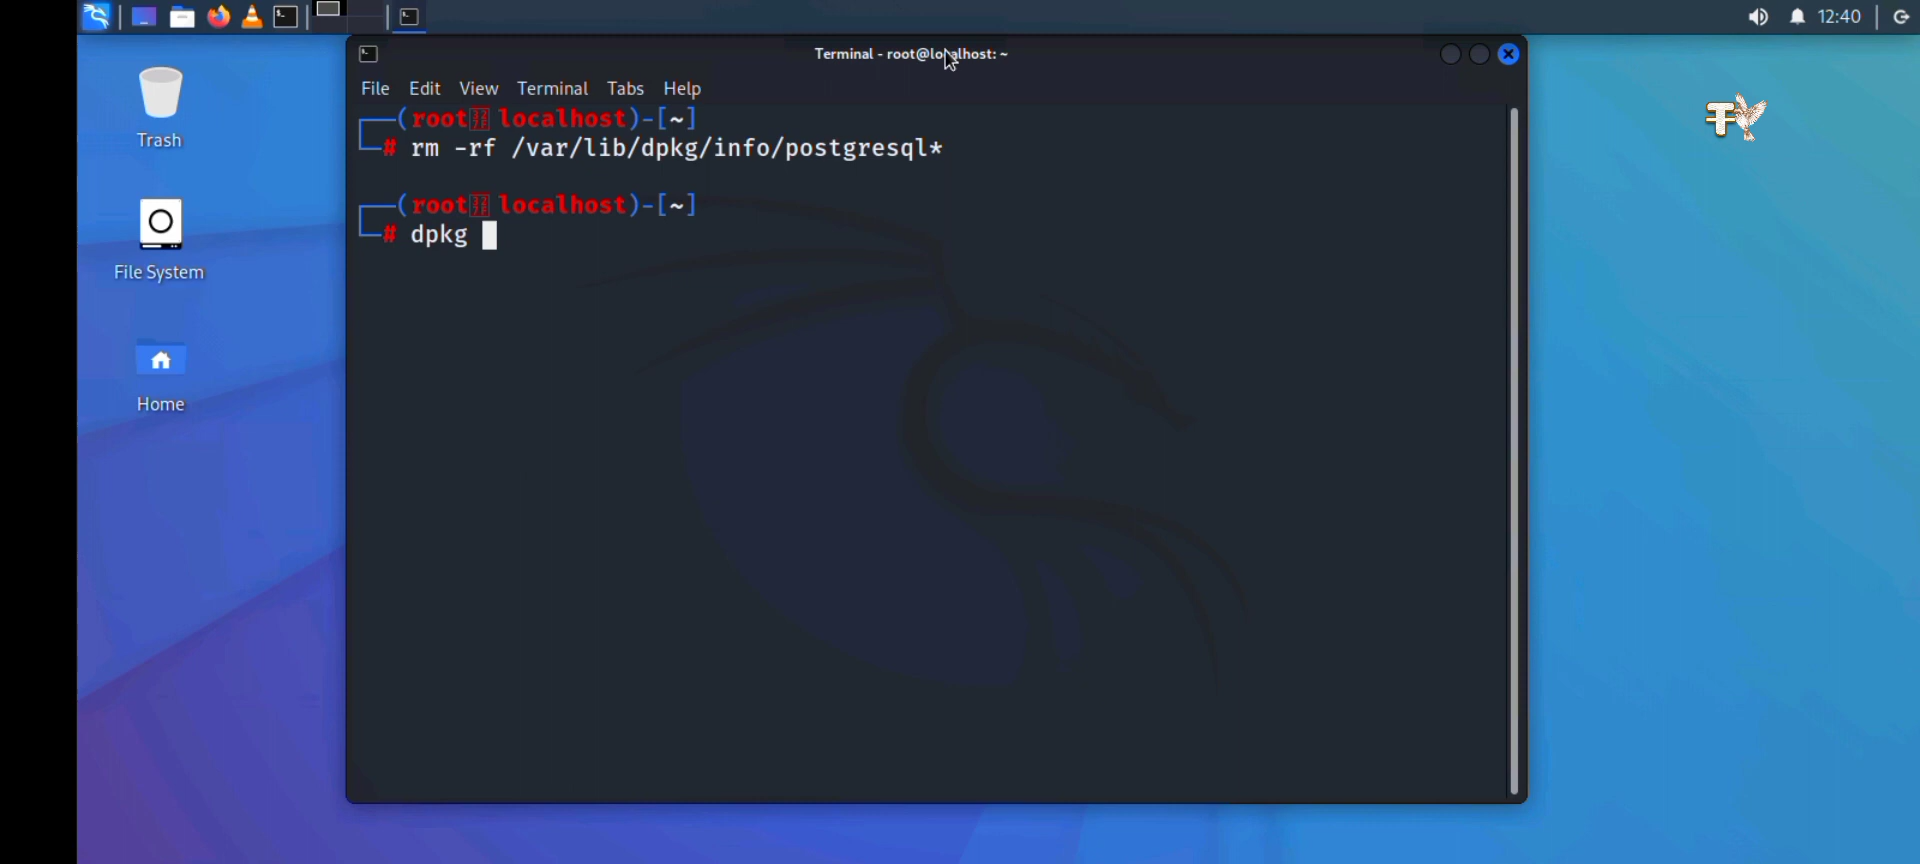 12:40
Terminal - root@localhost: ~
File Edit View Terminal Tabs Help
┌──(root㉿localhost)-[~]
└─# rm -rf /var/lib/dpkg/info/postgresql*
┌──(root㉿localhost)-[~]
└─# dpkg
Trash
File System
Home